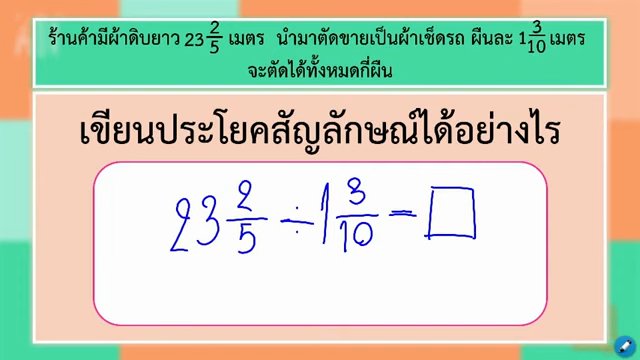 ร้านค้ามีผ้าดิบยาว 23 2/5 เมตร นำมาตัดขายเป็นผ้าเช็ดรถ ผืนละ 1 3/10 เมตร
จะตัดได้ทั้งหมดกี่ผืน
เขียนประโยคสัญลักษณ์ได้อย่างไร
23 2/5 ÷ 1 3/10 = □